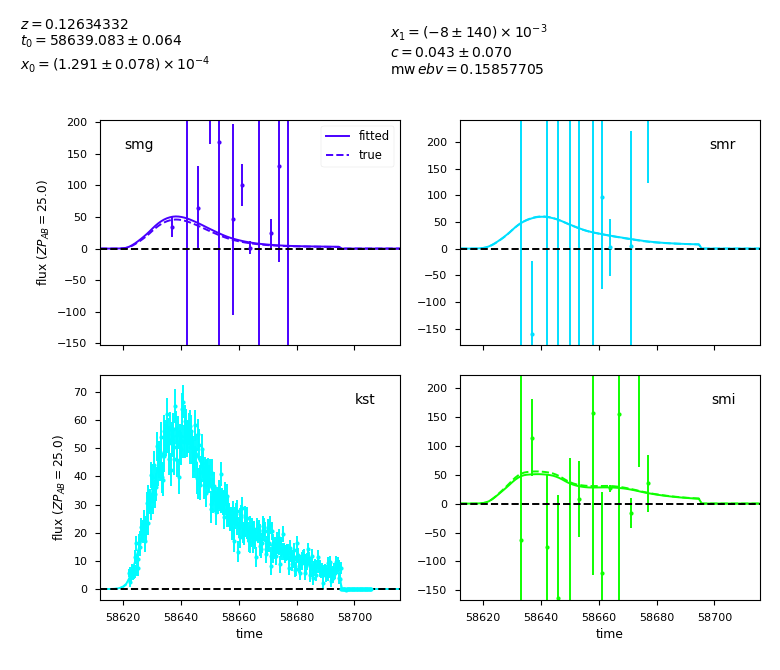 z = 0.12634332
t₀ = 58639.083 ± 0.064
x₀ = (1.291 ± 0.078) × 10⁻⁴
x₁ = (−8 ± 140) × 10⁻³
c = 0.043 ± 0.070
mw ebv = 0.15857705
smg
fitted
true
200
150
100
50
0
−50
−100
−150
flux (ZP_AB = 25.0)
smr
200
150
100
50
0
−50
−100
−150
kst
70
60
50
40
30
20
10
0
flux (ZP_AB = 25.0)
58620 58640 58660 58680 58700
time
smi
200
150
100
50
0
−50
−100
−150
58620 58640 58660 58680 58700
time